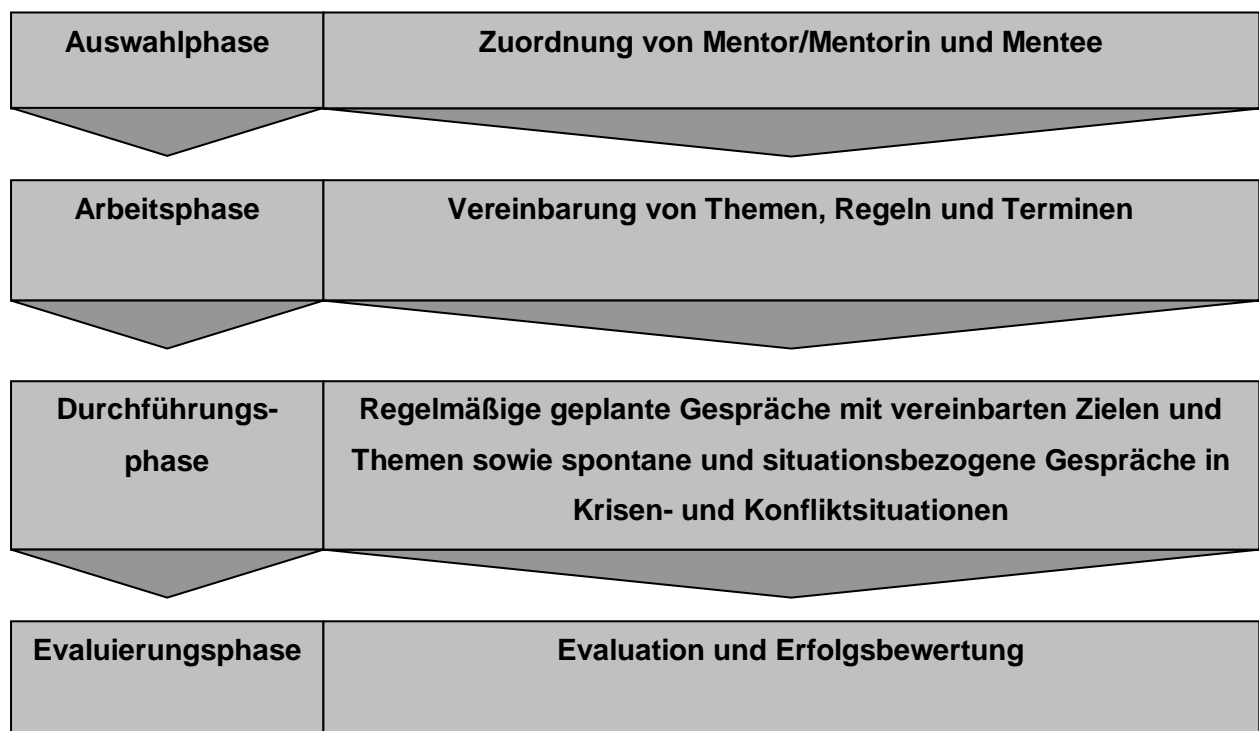 Auswahlphase
Zuordnung von Mentor/Mentorin und Mentee
Arbeitsphase
Vereinbarung von Themen, Regeln und Terminen
Durchführungs-
phase
Regelmäßige geplante Gespräche mit vereinbarten Zielen und
Themen sowie spontane und situationsbezogene Gespräche in
Krisen- und Konfliktsituationen
Evaluierungsphase
Evaluation und Erfolgsbewertung